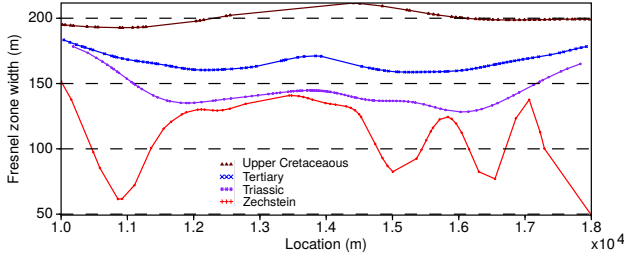 200
150
100
50
Fresnel zone width (m)
Upper Cretaceaous
Tertiary
Triassic
Zechstein
1.0 1.1 1.2 1.3 1.4 1.5 1.6 1.7 1.8
Location (m)
x10⁴